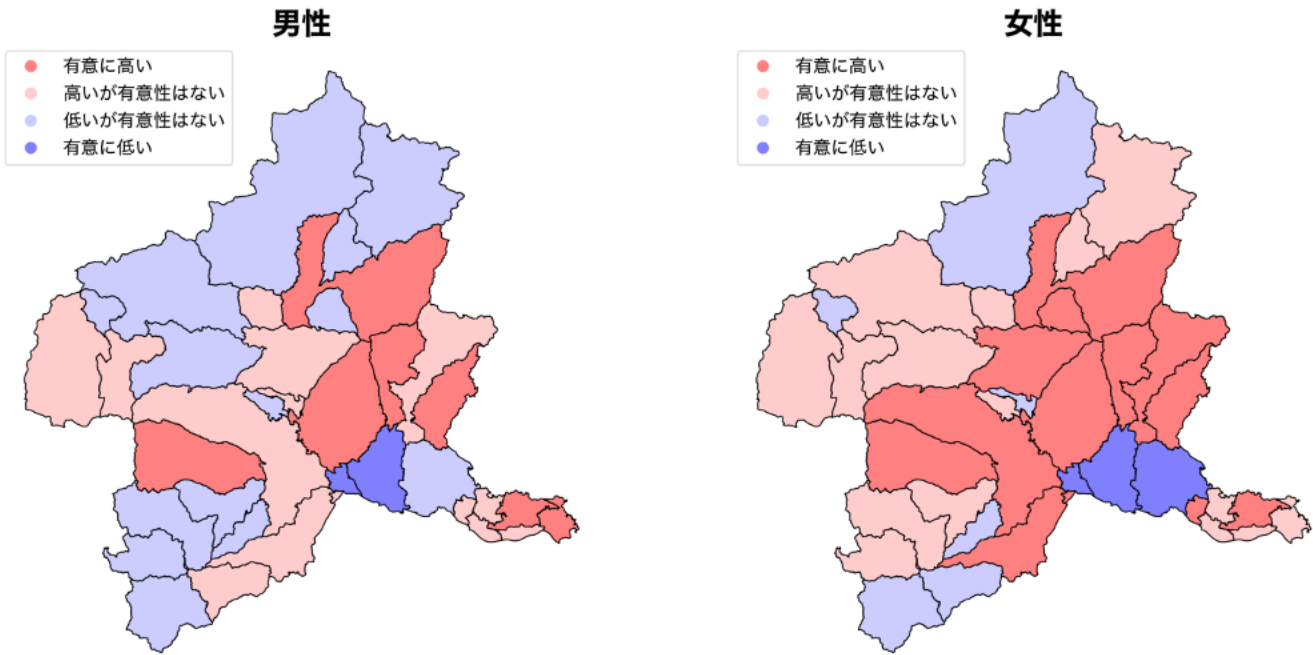 男性
有意に高い
高いが有意性はない
低いが有意性はない
有意に低い
女性
有意に高い
高いが有意性はない
低いが有意性はない
有意に低い